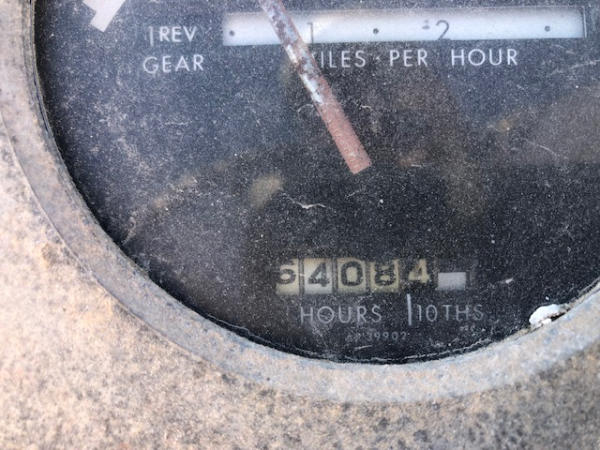 1 REV 1 2
GEAR MILES PER HOUR
4084
HOURS 10THS